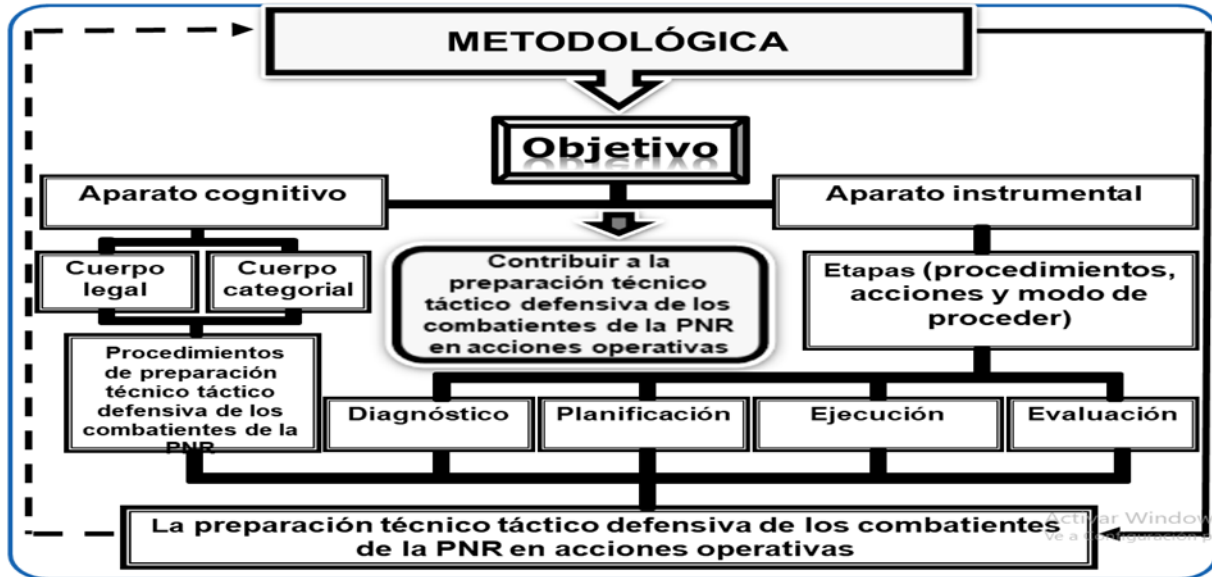 METODOLÓGICA
Objetivo
Aparato cognitivo
Aparato instrumental
Cuerpo
legal
Cuerpo
categorial
Contribuir a la
preparación técnico
táctico defensiva de los
combatientes de la PNR
en acciones operativas
Etapas (procedimientos,
acciones y modo de
proceder)
Procedimientos
de preparación
técnico táctico
defensiva de los
combatientes de la
PNR
Diagnóstico
Planificación
Ejecución
Evaluación
La preparación técnico táctico defensiva de los combatientes
de la PNR en acciones operativas
Activar Window
Ve a Configuración p